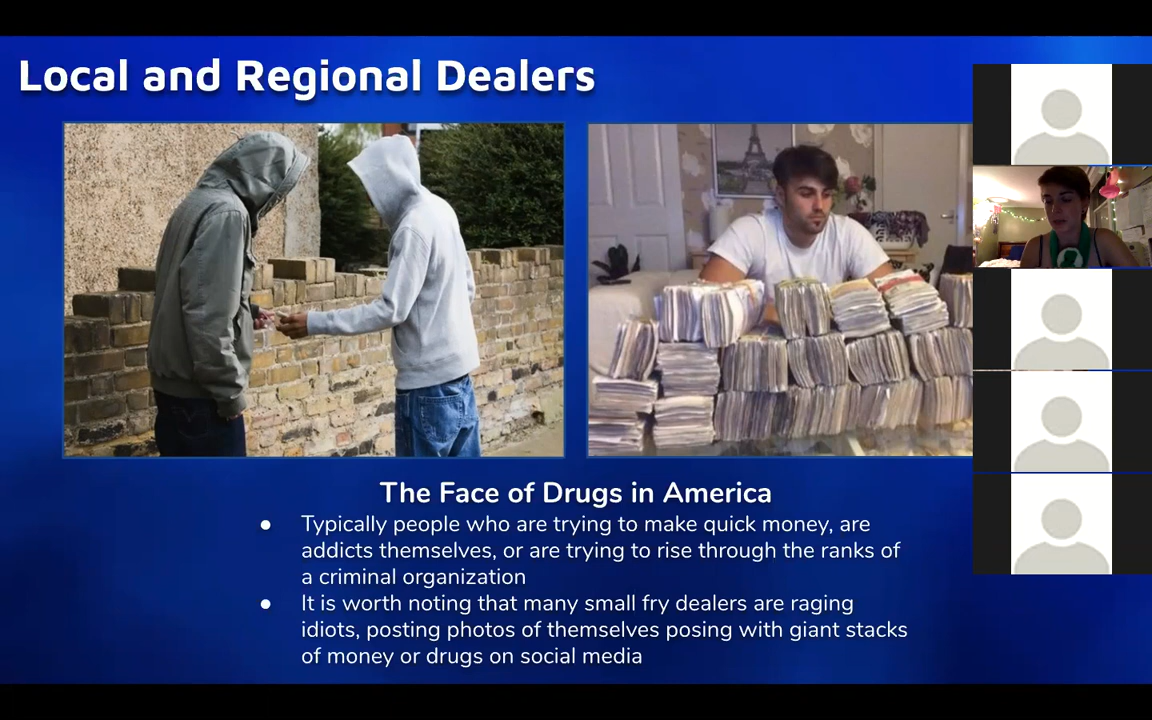 Local and Regional Dealers
The Face of Drugs in America
● Typically people who are trying to make quick money, are
addicts themselves, or are trying to rise through the ranks of
a criminal organization
● It is worth noting that many small fry dealers are raging
idiots, posting photos of themselves posing with giant stacks
of money or drugs on social media